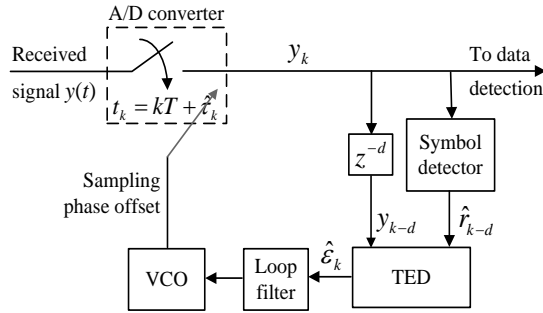 A/D converter
Received
signal y(t)
t_k = kT + τ̂_k
y_k
To data
detection
z^{-d}
Symbol
detector
Sampling
phase offset
y_{k-d}
r̂_{k-d}
ε̂_k
VCO
Loop
filter
TED